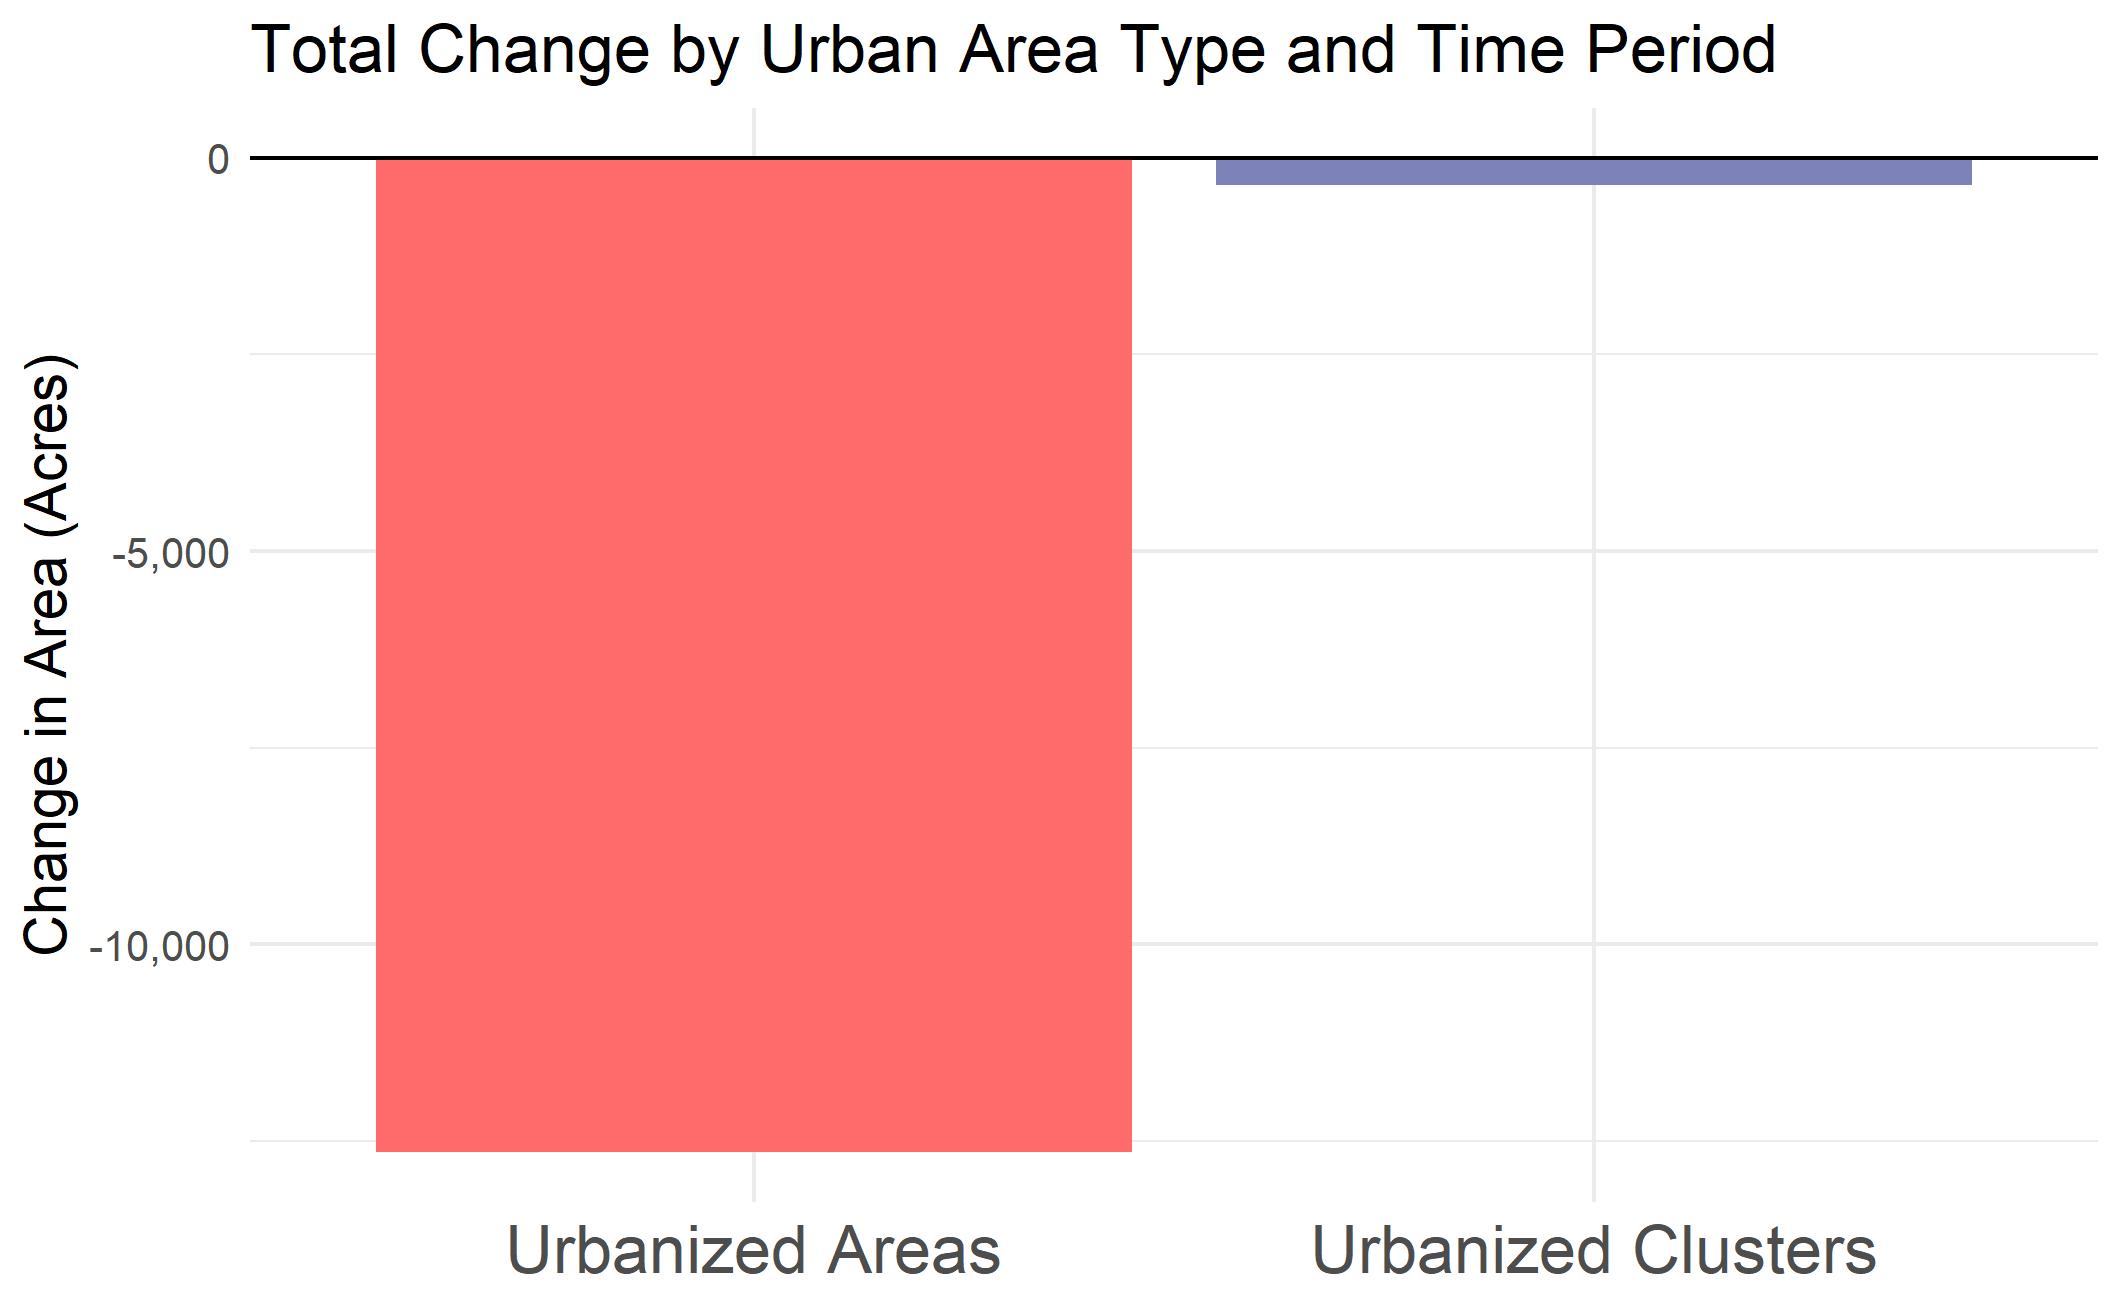 Total Change by Urban Area Type and Time Period
Change in Area (Acres)
0
-5,000
-10,000
Urbanized Areas
Urbanized Clusters